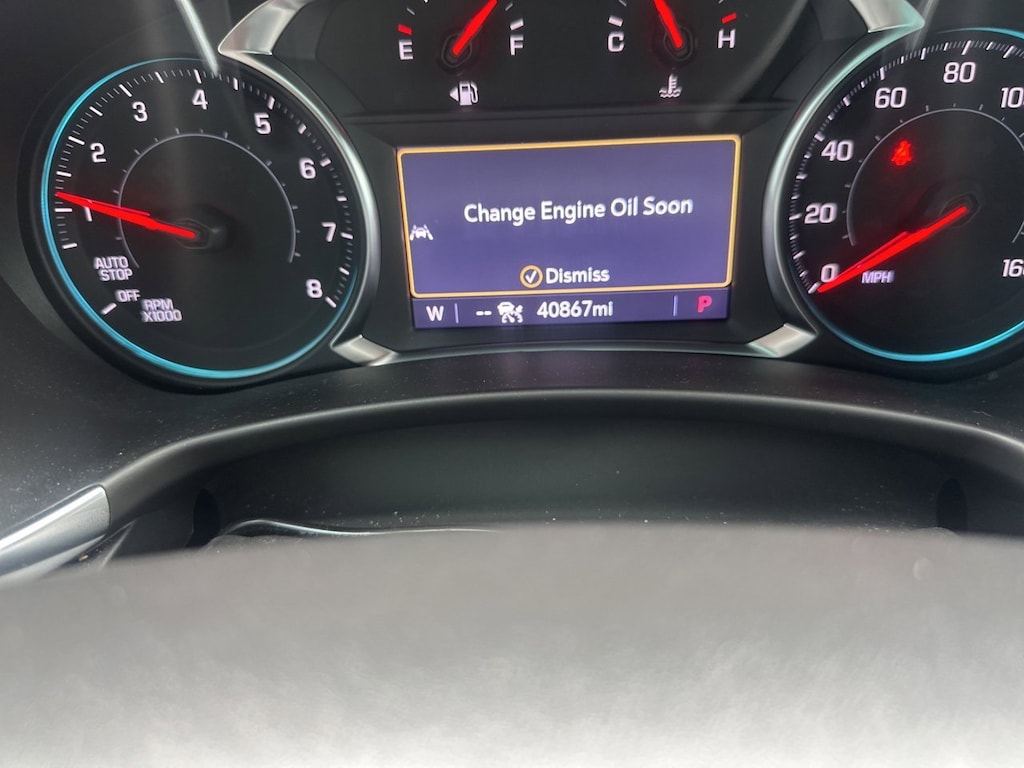 E F
C H
1 2 3 4 5 6 7 8
AUTO
STOP
OFF
RPM
X1000
Change Engine Oil Soon
Dismiss
W -- 40867mi P
0 20 40 60 80
MPH